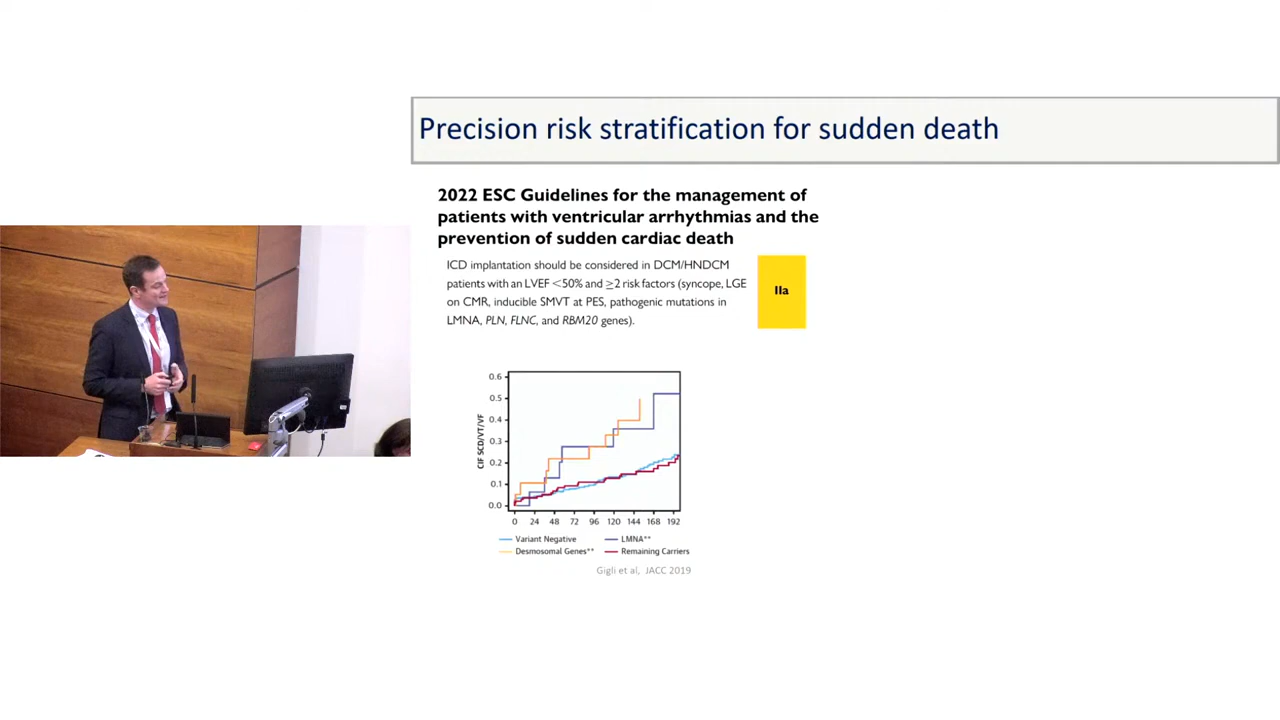 Precision risk stratification for sudden death
2022 ESC Guidelines for the management of
patients with ventricular arrhythmias and the
prevention of sudden cardiac death
ICD implantation should be considered in DCM/HNDCM
patients with an LVEF <50% and ≥2 risk factors (syncope, LGE
on CMR, inducible SMVT at PES, pathogenic mutations in
LMNA, PLN, FLNC, and RBM20 genes).
IIa
CIF SCD/VT/VF
0.6
0.5
0.4
0.3
0.2
0.1
0.0
0 24 48 72 96 120 144 168 192
Variant Negative
LMNA**
Desmosomal Genes**
Remaining Carriers
Gigli et al, JACC 2019